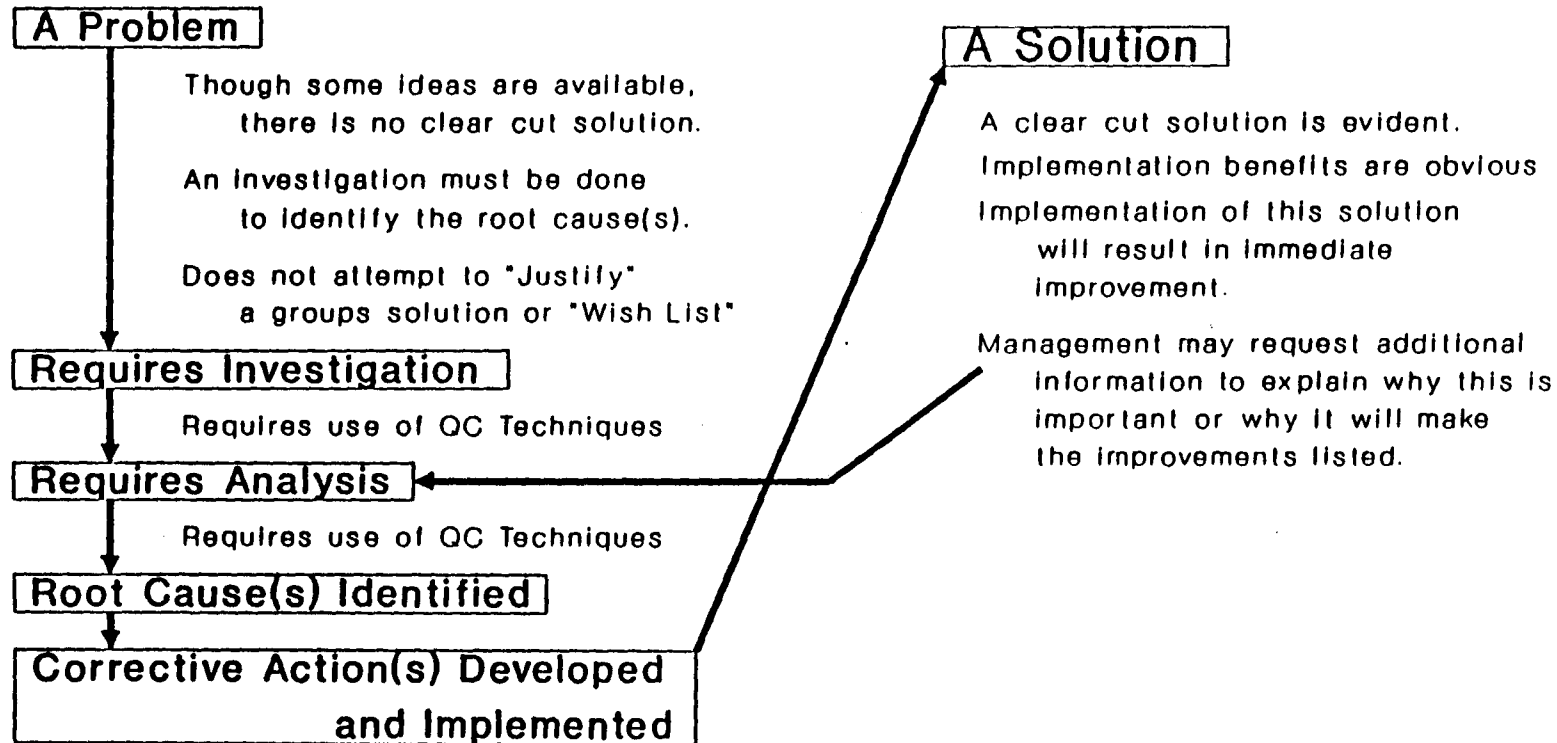 A Problem
Though some ideas are available,
there is no clear cut solution.
An investigation must be done
to identify the root cause(s).
Does not attempt to "Justify"
a groups solution or "Wish List"
Requires Investigation
Requires use of QC Techniques
Requires Analysis
Requires use of QC Techniques
Root Cause(s) Identified
Corrective Action(s) Developed
and Implemented
A Solution
A clear cut solution is evident.
Implementation benefits are obvious
Implementation of this solution
will result in immediate
improvement.
Management may request additional
information to explain why this is
important or why it will make
the improvements listed.